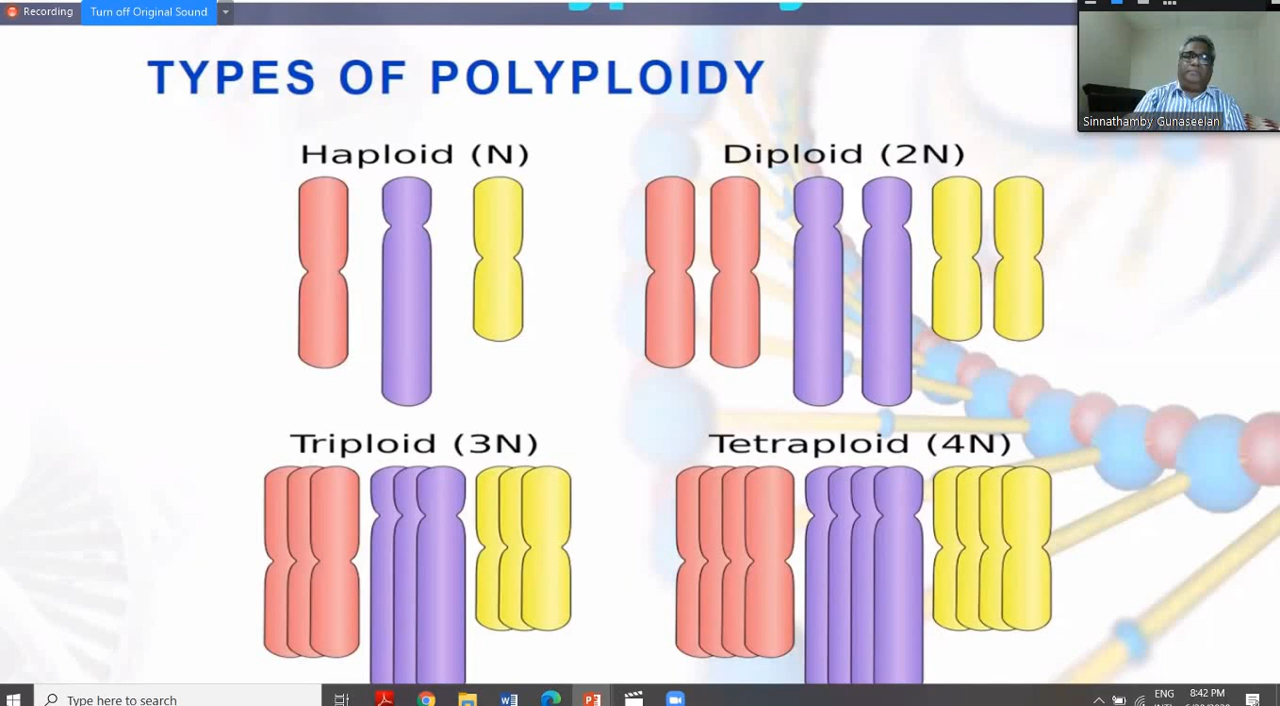 Recording
Turn off Original Sound
Sinnathamby Gunaseelan
TYPES OF POLYPLOIDY
Haploid (N)
Diploid (2N)
Triploid (3N)
Tetraploid (4N)
Type here to search
ENG
8:42 PM